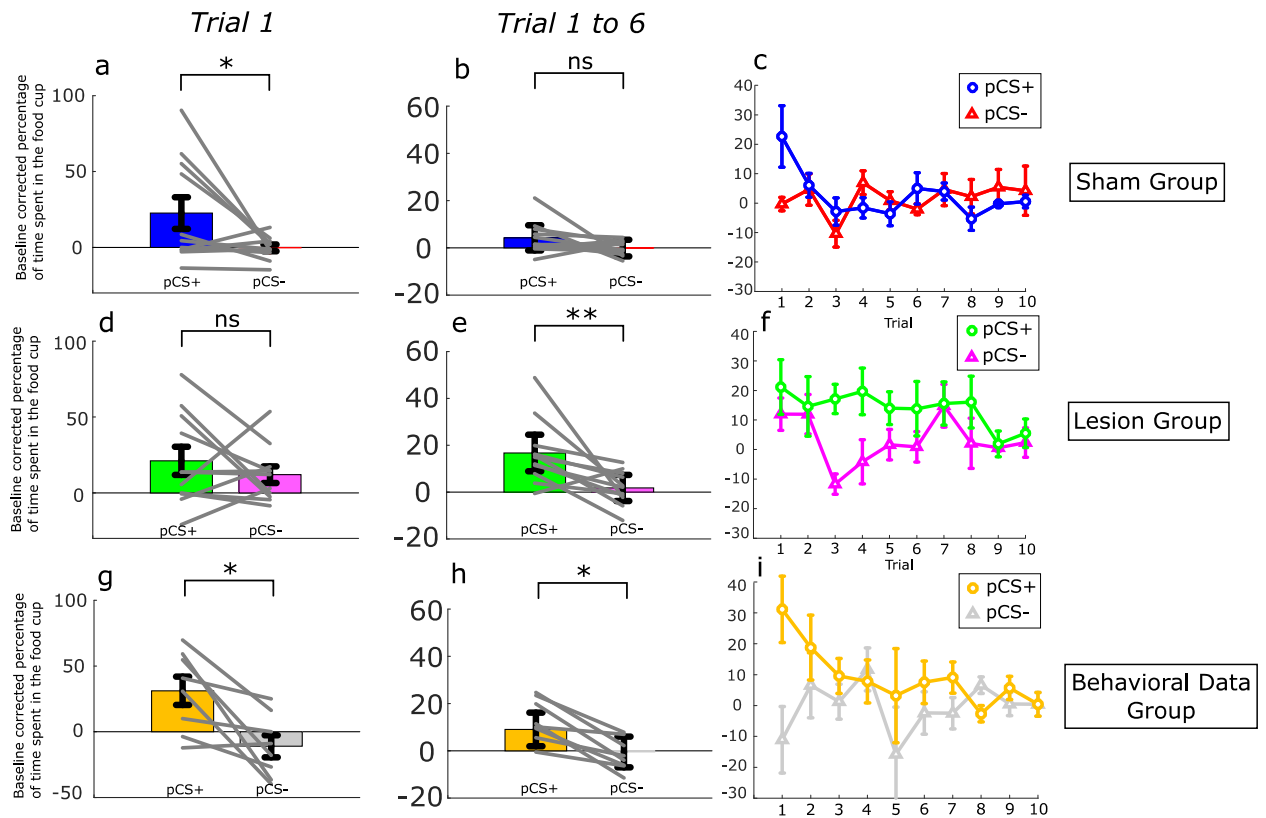 Trial 1
Trial 1 to 6
a
*
Baseline corrected percentage
of time spent in the food cup
100
50
0
pCS+
pCS-
b
ns
60
40
20
0
-20
pCS+
pCS-
c
pCS+
pCS-
40
30
20
10
0
-10
-20
-30
1 2 3 4 5 6 7 8 9 10
Trial
Sham Group
d
ns
Baseline corrected percentage
of time spent in the food cup
100
50
0
pCS+
pCS-
e
**
60
40
20
0
-20
pCS+
pCS-
f
pCS+
pCS-
40
30
20
10
0
-10
-20
-30
1 2 3 4 5 6 7 8 9 10
Trial
Lesion Group
g
*
Baseline corrected percentage
of time spent in the food cup
100
50
0
-50
pCS+
pCS-
h
*
60
40
20
0
-20
pCS+
pCS-
i
pCS+
pCS-
40
30
20
10
0
-10
-20
-30
1 2 3 4 5 6 7 8 9 10
Behavioral Data
Group